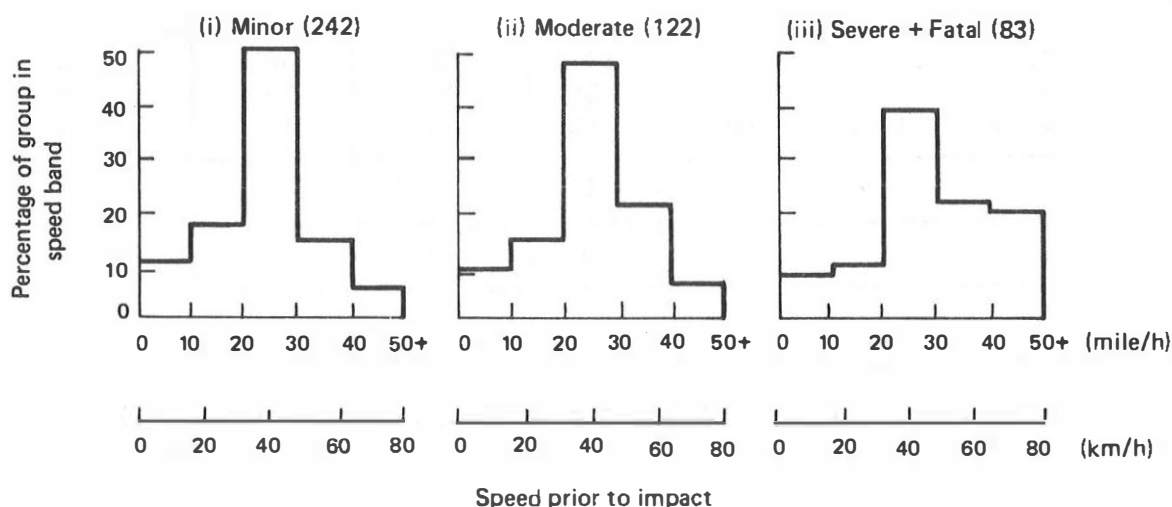 (i) Minor (242) (ii) Moderate (122) (iii) Severe + Fatal (83)
Percentage of group in
speed band
50
40
30
20
10
0
0 10 20 30 40 50+ 0 10 20 30 40 50+ 0 10 20 30 40 50+ (mile/h)
0 20 40 60 80 0 20 40 60 80 0 20 40 60 80 (km/h)
Speed prior to impact